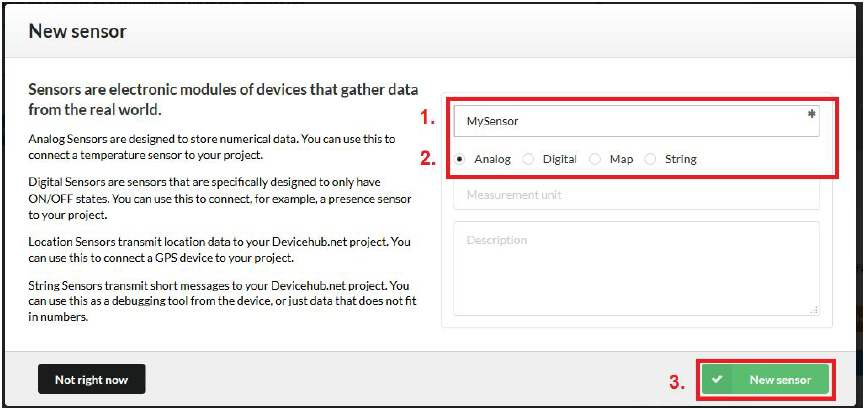 New sensor
Sensors are electronic modules of devices that gather data
from the real world.
Analog Sensors are designed to store numerical data. You can use this to
connect a temperature sensor to your project.
Digital Sensors are sensors that are specifically designed to only have
ON/OFF states. You can use this to connect, for example, a presence sensor
to your project.
Location Sensors transmit location data to your Devicehub.net project. You
can use this to connect a GPS device to your project.
String Sensors transmit short messages to your Devicehub.net project. You
can use this as a debugging tool from the device, or just data that does not fit
in numbers.
1.
MySensor
*
2.
Analog Digital Map String
Measurement unit
Description
Not right now
3.
New sensor